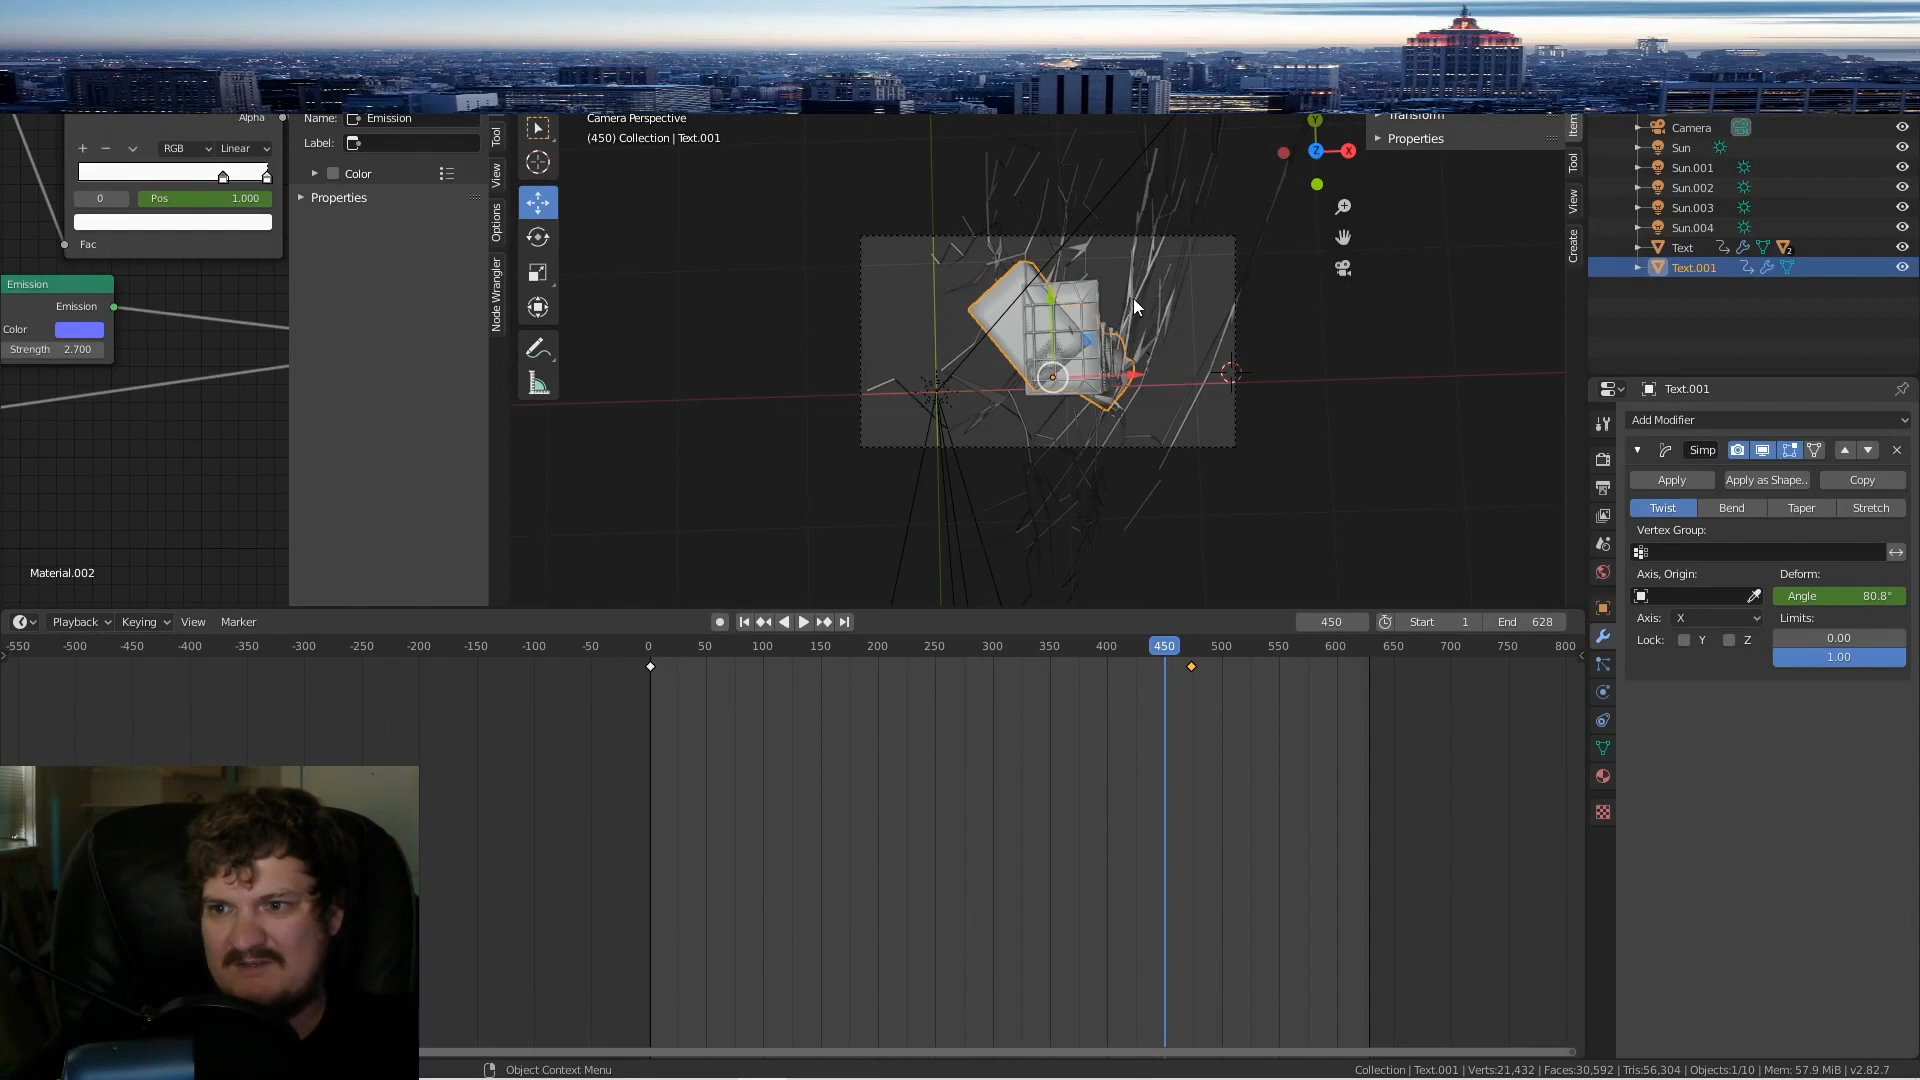 Alpha
RGB
Linear
0
Pos 1.000
Fac
Emission
Emission
Color
Strength 2.700
Material.002
Name: Emission
Label:
Color
Properties
Tool
View
Options
Node Wrangler
Camera Perspective
(450) Collection | Text.001
Y
Z
X
Transform
Properties
Item
Tool
View
Create
Camera
Sun
Sun.001
Sun.002
Sun.003
Sun.004
Text
2
Text.001
Text.001
Add Modifier
Simp
Apply
Apply as Shape..
Copy
Twist
Bend
Taper
Stretch
Vertex Group:
Axis, Origin:
Deform:
Angle 80.8°
Axis: X
Limits:
Lock: Y Z
0.00
1.00
Playback
Keying
View
Marker
450
Start 1
End 628
-550 -500 -450 -400 -350 -300 -250 -200 -150 -100 -50 0 50 100 150 200 250 300 350 400 450 500 550 600 650 700 750 800
Object Context Menu
Collection | Text.001 | Verts:21,432 | Faces:30,592 | Tris:56,304 | Objects:1/10 | Mem: 57.9 MiB | v2.82.7